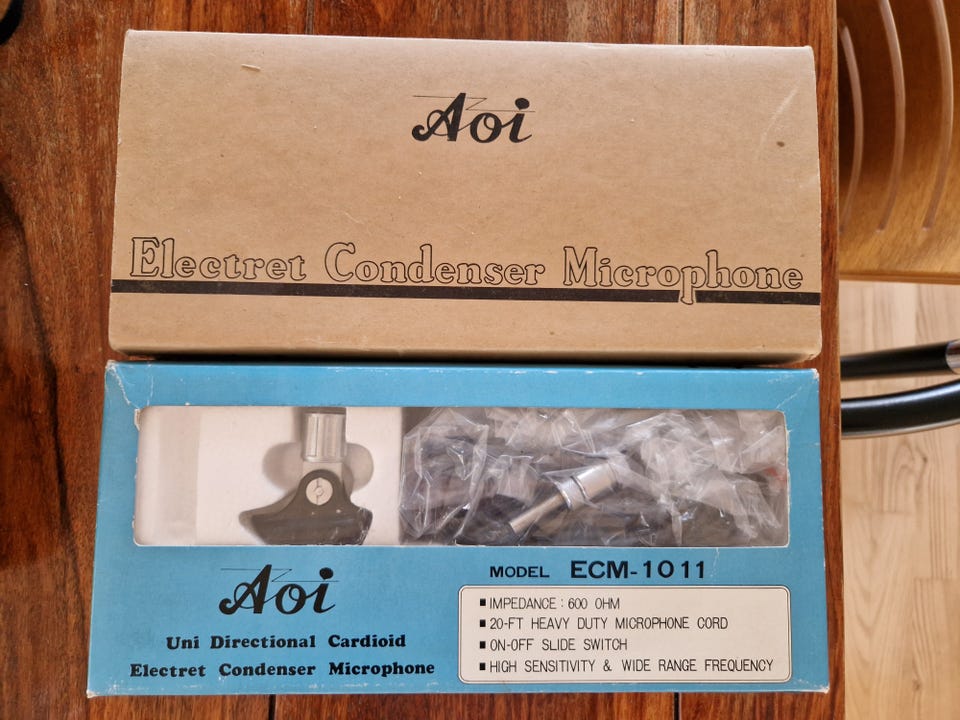 Aoi
Electret Condenser Microphone
Aoi
Uni Directional Cardioid
Electret Condenser Microphone
MODEL ECM-1011
■ IMPEDANCE : 600 OHM
■ 20-FT HEAVY DUTY MICROPHONE CORD
■ ON-OFF SLIDE SWITCH
■ HIGH SENSITIVITY & WIDE RANGE FREQUENCY